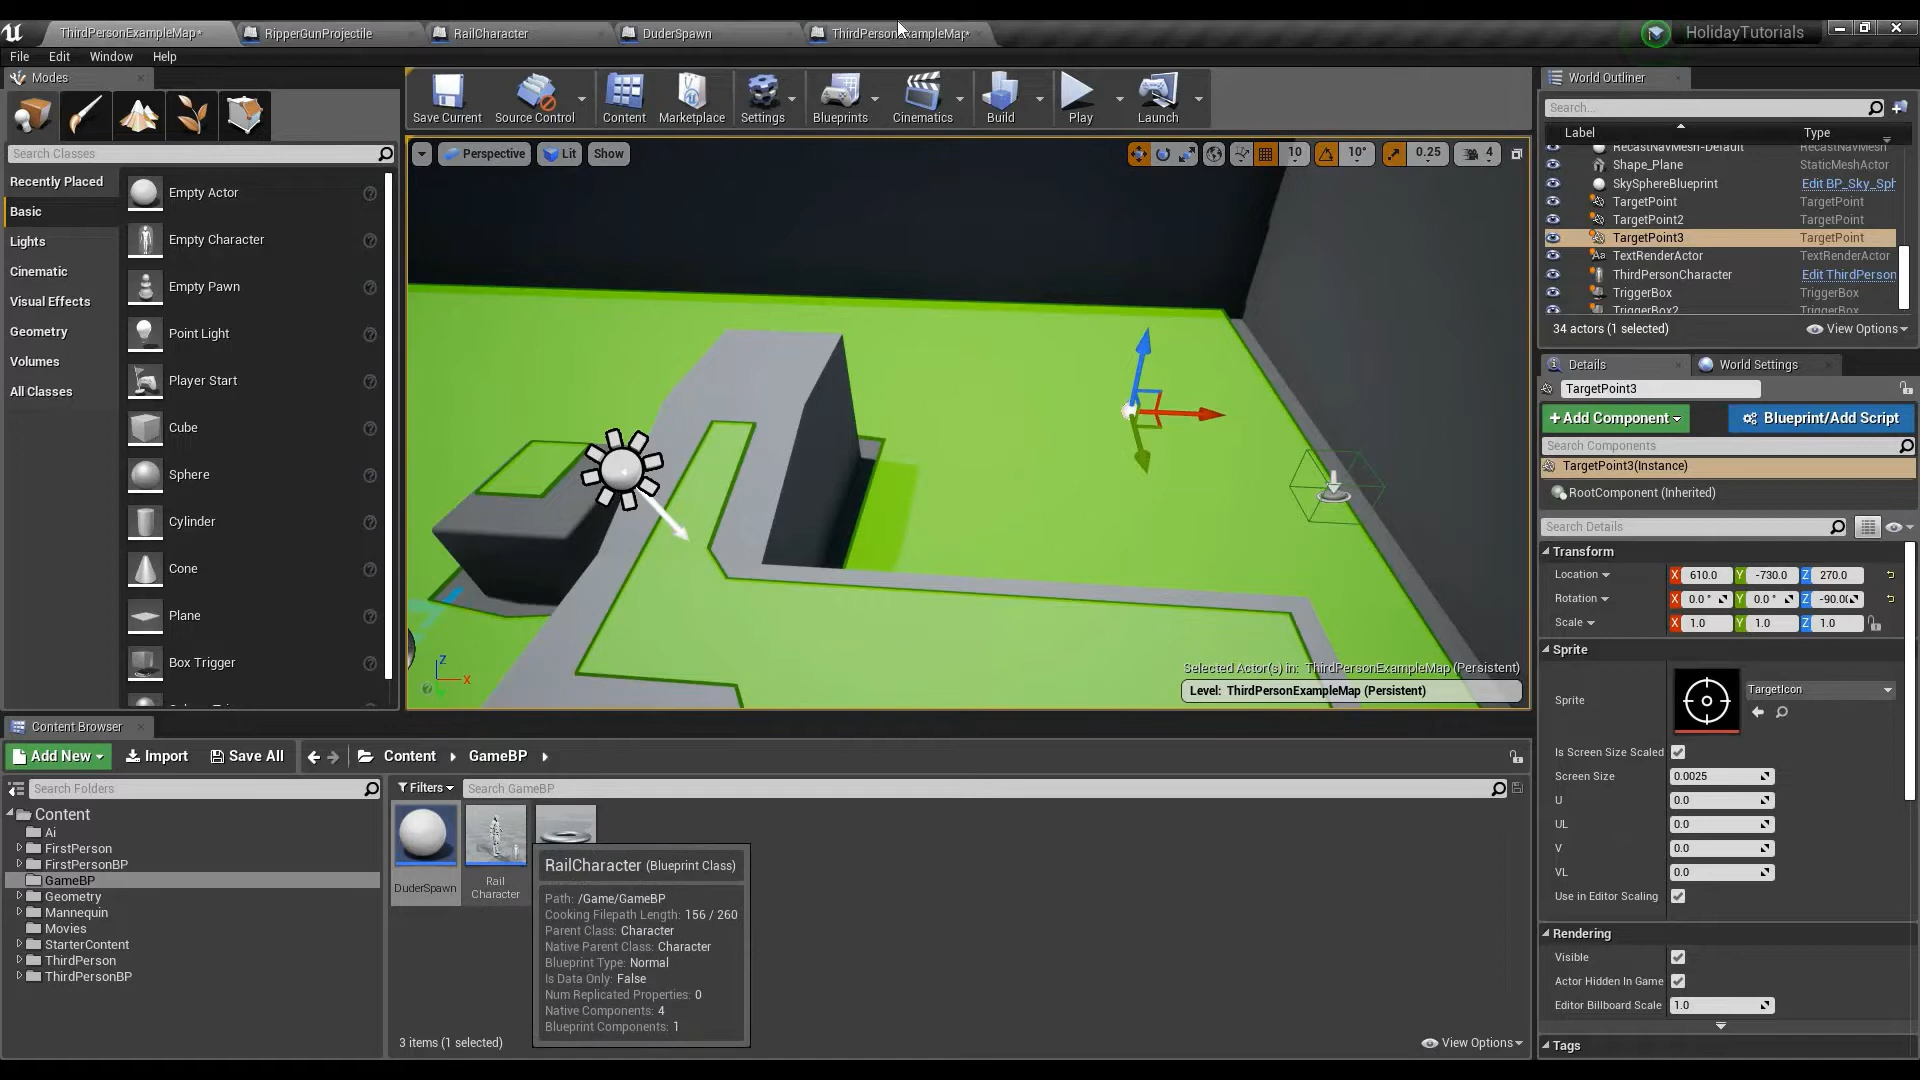 ThirdPersonExampleMap*
RipperGunProjectile
RailCharacter
DuderSpawn
ThirdPersonExampleMap*
HolidayTutorials
File Edit Window Help
Modes
Search Classes
Recently Placed
Basic
Lights
Cinematic
Visual Effects
Geometry
Volumes
All Classes
Empty Actor
Empty Character
Empty Pawn
Point Light
Player Start
Cube
Sphere
Cylinder
Cone
Plane
Box Trigger
Save Current
Source Control
Content
Marketplace
Settings
Blueprints
Cinematics
Build
Play
Launch
Perspective
Lit
Show
10
10°
0.25
4
Z
X
Selected Actor(s) in: ThirdPersonExampleMap (Persistent)
Level: ThirdPersonExampleMap (Persistent)
World Outliner
Search...
Label Type
RecastNavMesh-Default RecastNavMesh
Shape_Plane StaticMeshActor
SkySphereBlueprint Edit BP_Sky_Sph
TargetPoint TargetPoint
TargetPoint2 TargetPoint
TargetPoint3 TargetPoint
TextRenderActor TextRenderActor
ThirdPersonCharacter Edit ThirdPerson
TriggerBox TriggerBox
TriggerBox2 TriggerBox
34 actors (1 selected)
View Options
Details
World Settings
TargetPoint3
+ Add Component
Blueprint/Add Script
Search Components
TargetPoint3(Instance)
RootComponent (Inherited)
Search Details
Transform
Location X 610.0 Y -730.0 Z 270.0
Rotation X 0.0 ° Y 0.0 ° Z -90.0(
Scale X 1.0 Y 1.0 Z 1.0
Sprite
Sprite
TargetIcon
Is Screen Size Scaled
Screen Size 0.0025
U 0.0
UL 0.0
V 0.0
VL 0.0
Use in Editor Scaling
Rendering
Visible
Actor Hidden In Game
Editor Billboard Scale 1.0
Tags
Content Browser
Add New
Import
Save All
Content
GameBP
Search Folders
Filters
Search GameBP
Content
Ai
FirstPerson
FirstPersonBP
GameBP
Geometry
Mannequin
Movies
StarterContent
ThirdPerson
ThirdPersonBP
DuderSpawn
Rail
Character
RailCharacter (Blueprint Class)
Path: /Game/GameBP
Cooking Filepath Length: 156 / 260
Parent Class: Character
Native Parent Class: Character
Blueprint Type: Normal
Is Data Only: False
Num Replicated Properties: 0
Native Components: 4
Blueprint Components: 1
3 items (1 selected)
View Options